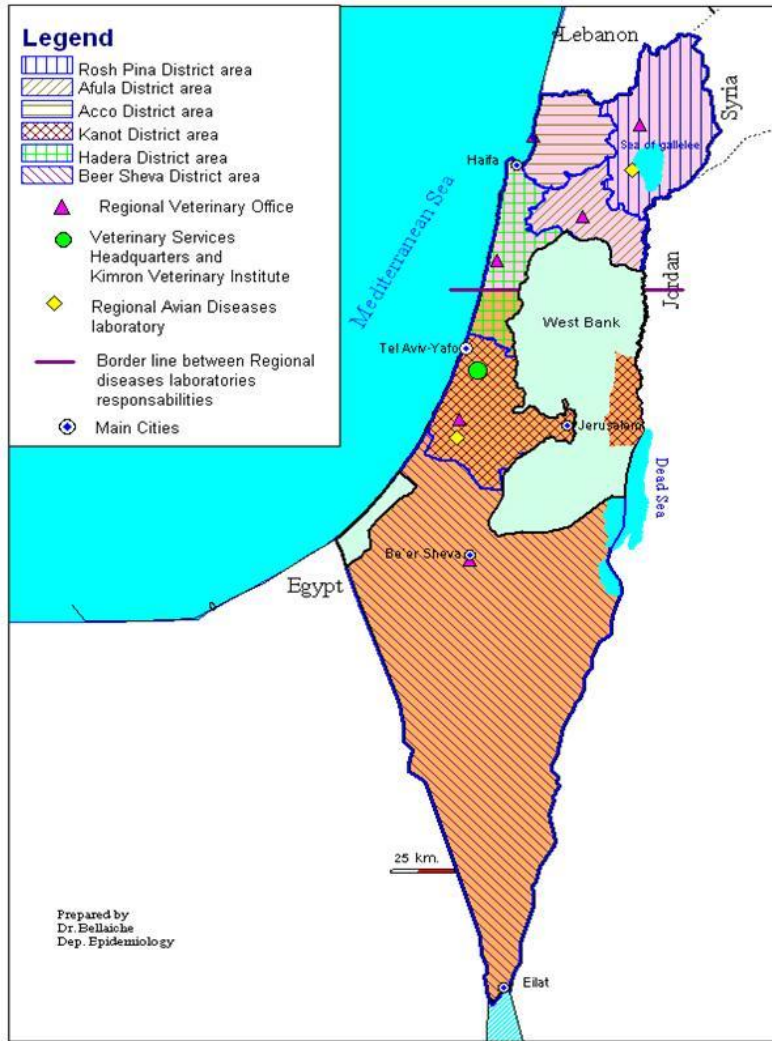 Legend
Rosh Pina District area
Afula District area
Acco District area
Kanot District area
Hadera District area
Beer Sheva District area
Regional Veterinary Office
Veterinary Services
Headquarters and
Kimron Veterinary Institute
Regional Avian Diseases
laboratory
Border line between Regional
diseases laboratories
responsabilities
Main Cities
Lebanon
Syria
Sea of gallelee
Haifa
Mediterranean Sea
Jordan
West Bank
Tel Aviv-Yafo
Jerusalem
Dead Sea
Be'er Sheva
Egypt
25 km.
Prepared by
Dr. Bellaiche
Dep. Epidemiology
Eilat